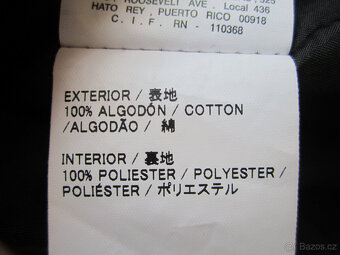 ROOSEVELT AVE. Local 436
HATO REY, PUERTO RICO 00918
C.I.F. RN - 110368
EXTERIOR / 表地
100% ALGODÓN / COTTON
/ALGODÃO / 綿
INTERIOR / 裏地
100% POLIESTER / POLYESTER /
POLIÉSTER / ポリエステル